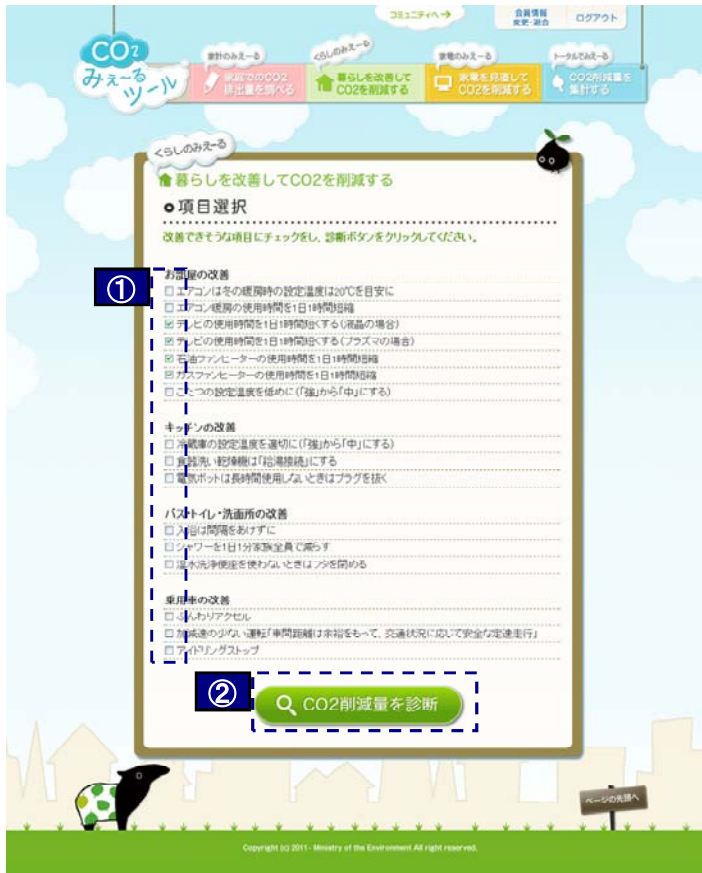 コミュニティへ→
会員情報
変更・退会
ログアウト
CO2
みえ~る
ツール
家計のみえ~る
くらしのみえ~る
家電のみえ~る
トータルでみえ~る
家庭でのCO2
排出量を調べる
暮らしを改善して
CO2を削減する
家電を見直して
CO2を削減する
CO2削減量を
集計する
くらしのみえ~る
暮らしを改善してCO2を削減する
項目選択
改善できそうな項目にチェックをし、診断ボタンをクリックしてください。
①
お部屋の改善
エアコンは冬の暖房時の設定温度は20℃を目安に
エアコン暖房の使用時間を1日1時間短縮
テレビの使用時間を1日1時間短くする(液晶の場合)
テレビの使用時間を1日1時間短くする(プラズマの場合)
石油ファンヒーターの使用時間を1日1時間短縮
ガスファンヒーターの使用時間を1日1時間短縮
こたつの設定温度を低めに(「強」から「中」にする)
キッチンの改善
冷蔵庫の設定温度を適切に(「強」から「中」にする)
食器洗い乾燥機は「給湯接続」にする
電気ポットは長時間使用しないときはプラグを抜く
バス・トイレ・洗面所の改善
入浴は間隔をあけずに
シャワーを1日1分家族全員で減らす
温水洗浄便座を使わないときはフタを閉める
乗用車の改善
ふんわりアクセル
加減速の少ない運転「車間距離は余裕をもって、交通状況に応じて安全な定速走行」
アイドリングストップ
②
CO2削減量を診断
ページの先頭へ
Copyright (c) 2011- Ministry of the Environment All right reserved.